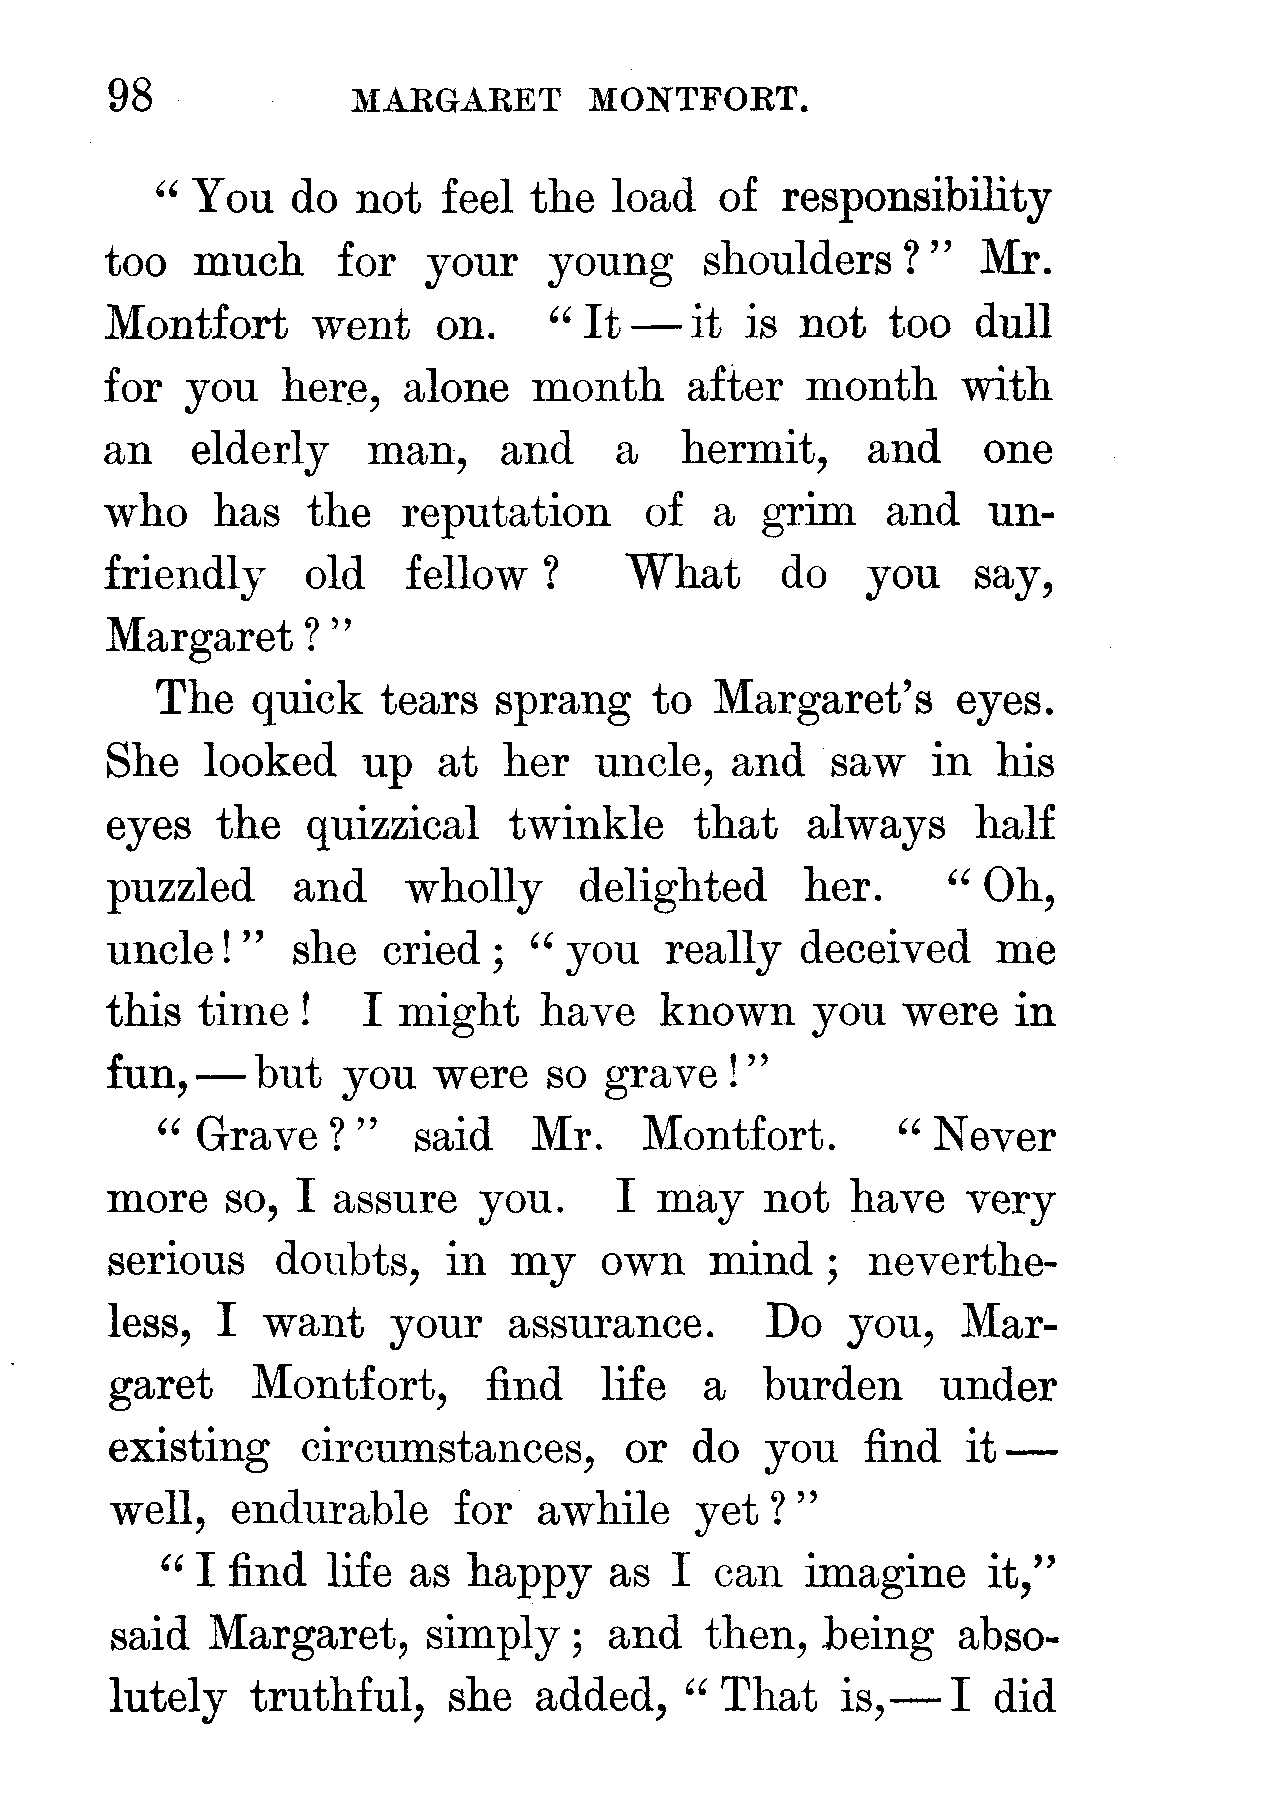 98 MARGARET MONTFORT.
“ You do not feel the load of responsibility
too much for your young shoulders ? ” Mr.
Montfort went on. “ It — it is not too dull
for you here, alone month after month with
an elderly man, and a hermit, and one
who has the reputation of a grim and un-
friendly old fellow ? What do you say,
Margaret ? ”
The quick tears sprang to Margaret’s eyes.
She looked up at her uncle, and saw in his
eyes the quizzical twinkle that always half
puzzled and wholly delighted her. “ Oh,
uncle ! ” she cried ; “ you really deceived me
this time ! I might have known you were in
fun, — but you were so grave ! ”
“ Grave ? ” said Mr. Montfort. “ Never
more so, I assure you. I may not have very
serious doubts, in my own mind ; neverthe-
less, I want your assurance. Do you, Mar-
garet Montfort, find life a burden under
existing circumstances, or do you find it —
well, endurable for awhile yet ? ”
“ I find life as happy as I can imagine it,”
said Margaret, simply ; and then, being abso-
lutely truthful, she added, “ That is, — I did